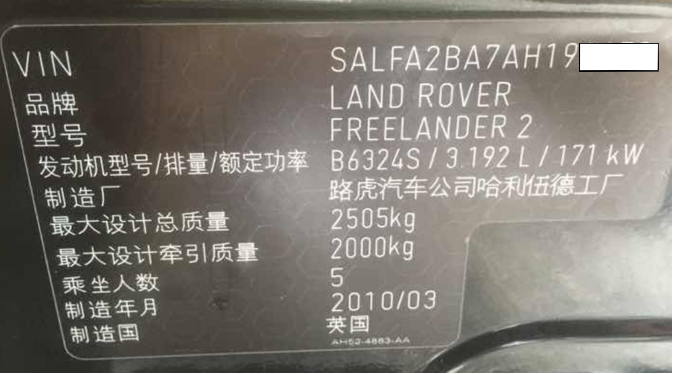 VIN SALFA2BA7AH19
品牌 LAND ROVER
型号 FREELANDER 2
发动机型号/排量/额定功率 B6324S / 3.192 L / 171 kW
制造厂 路虎汽车公司哈利伍德工厂
最大设计总质量 2505kg
最大设计牵引质量 2000kg
乘坐人数 5
制造年月 2010/03
制造国 英国
AH52-4883-AA